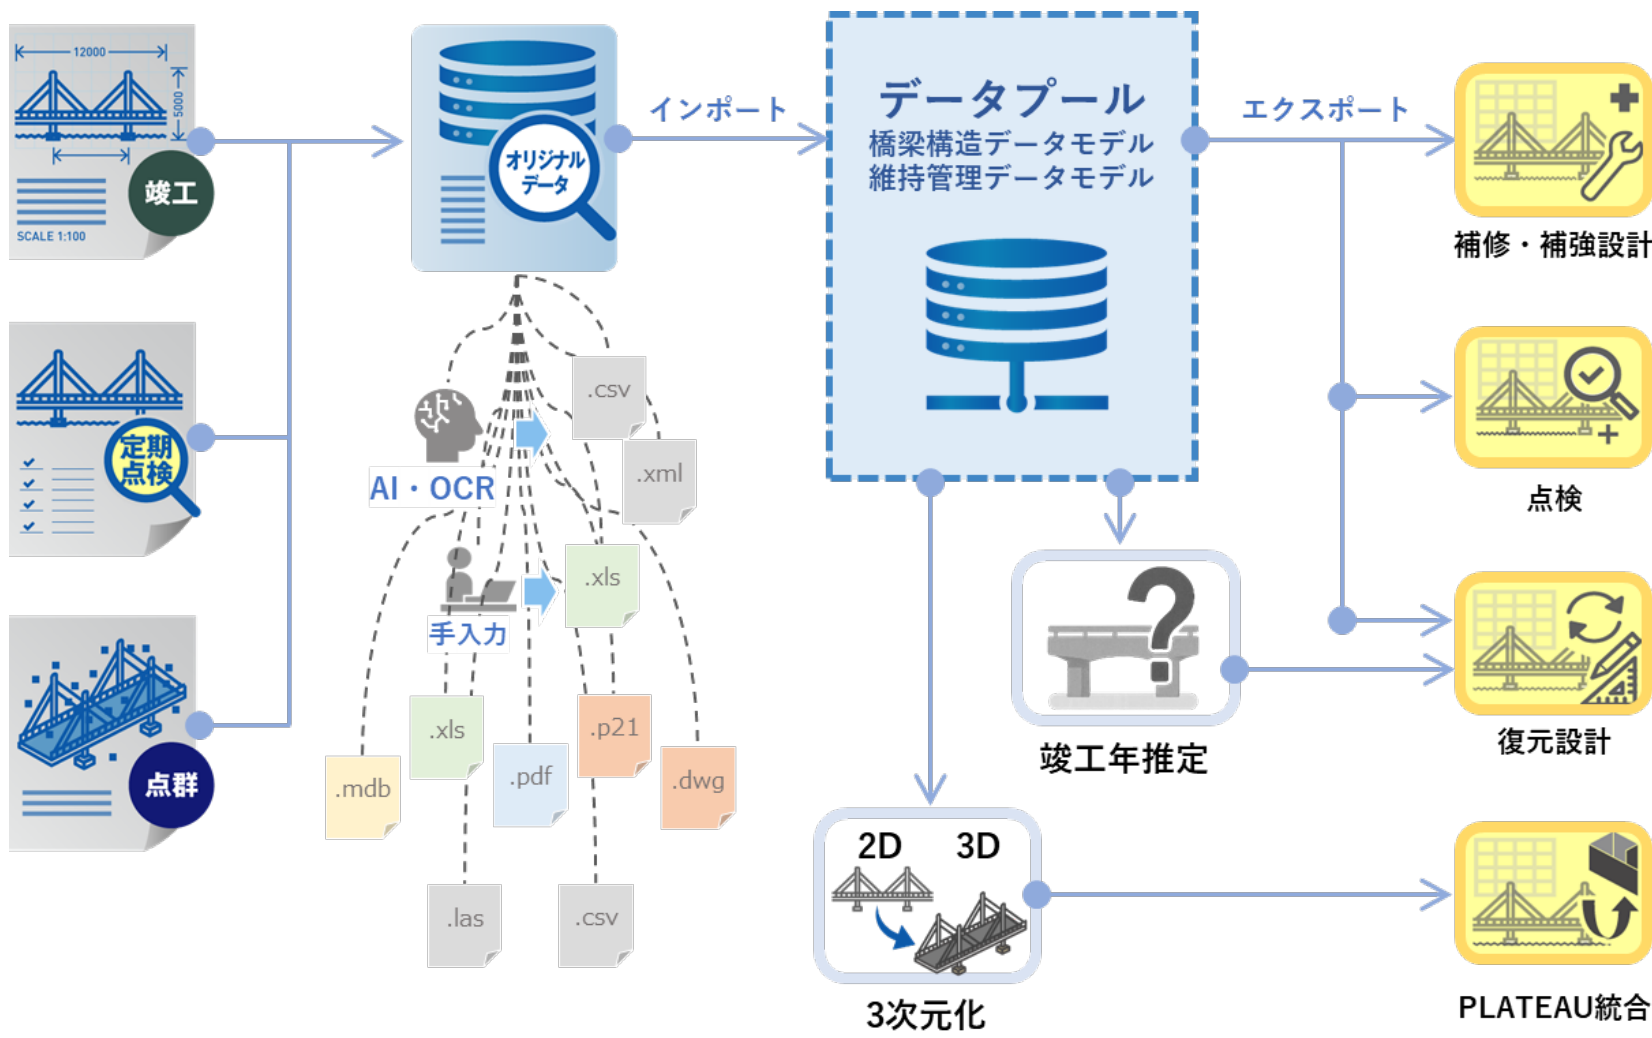 12000
5000
竣工
SCALE 1:100
定期
点検
点群
オリジナル
データ
AI・OCR
手入力
.csv
.xml
.xls
.xls
.p21
.pdf
.mdb
.dwg
.las
.csv
インポート
データプール
橋梁構造データモデル
維持管理データモデル
エクスポート
竣工年推定
2D 3D
3次元化
補修・補強設計
点検
復元設計
PLATEAU統合